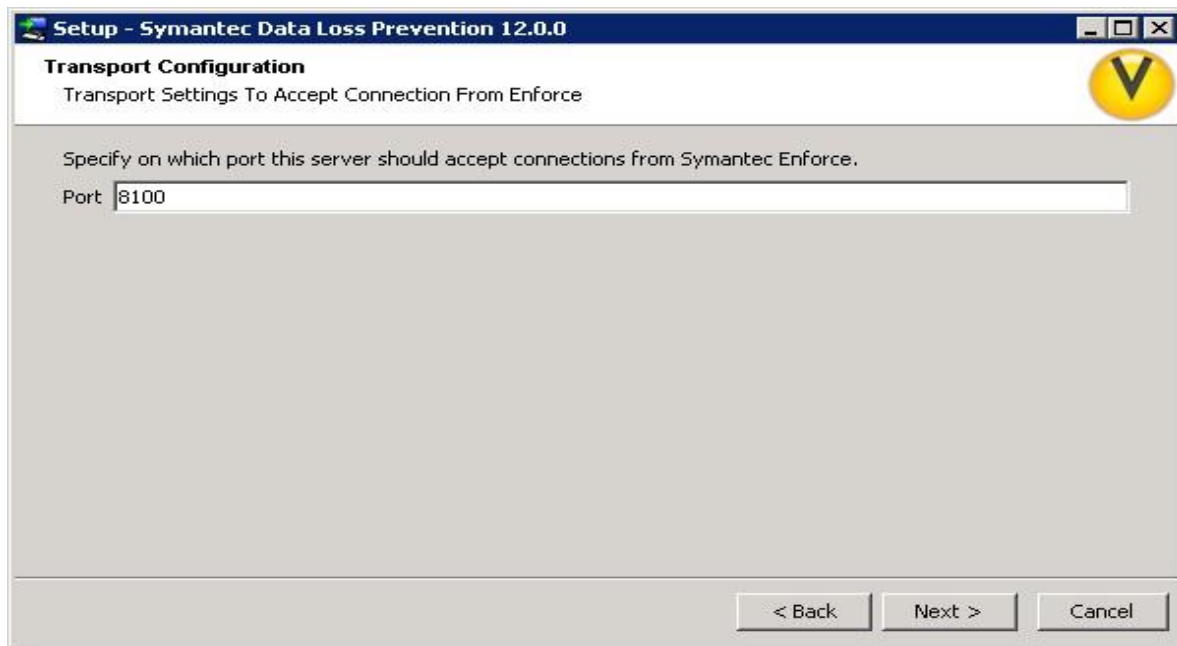 Setup - Symantec Data Loss Prevention 12.0.0
Transport Configuration
Transport Settings To Accept Connection From Enforce
Specify on which port this server should accept connections from Symantec Enforce.
Port 8100
< Back Next > Cancel